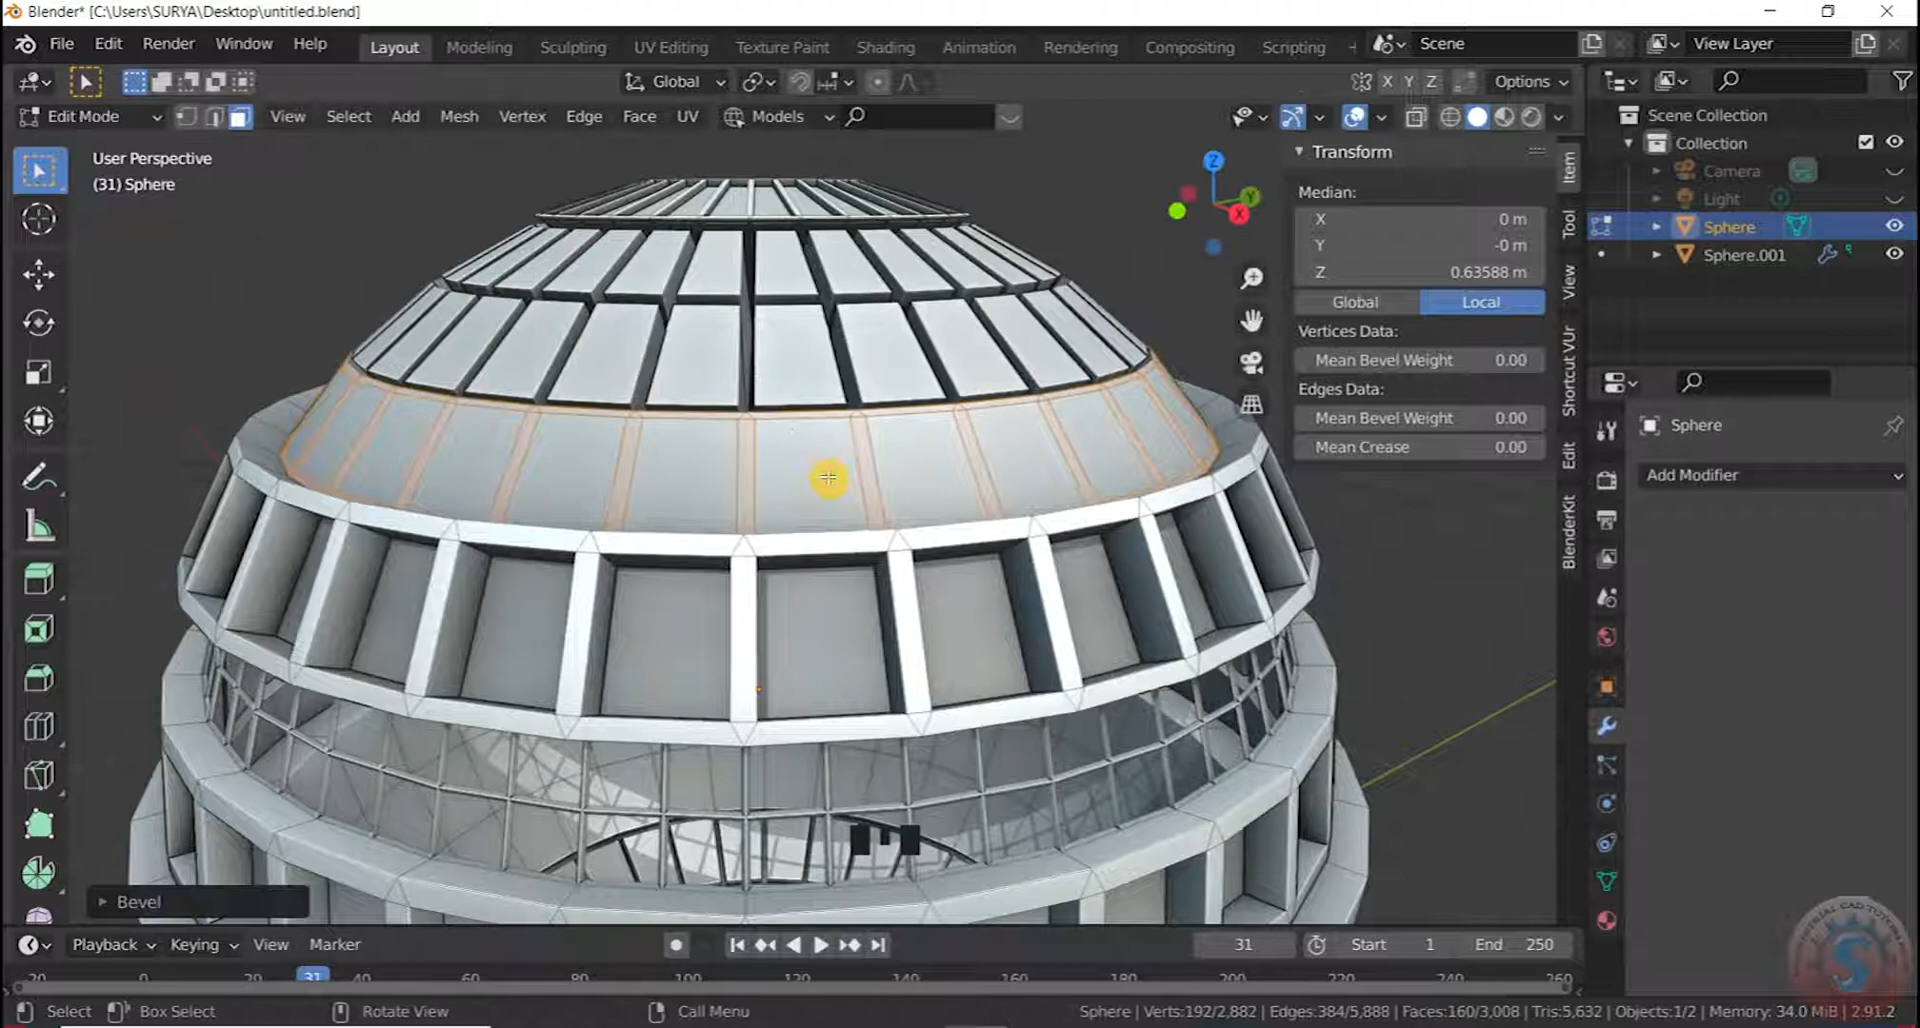 Blender* [C:\Users\SURYA\Desktop\untitled.blend]
File Edit Render Window Help Layout Modeling Sculpting UV Editing Texture Paint Shading Animation Rendering Compositing Scripting Scene View Layer
Global X Y Z Options
Edit Mode View Select Add Mesh Vertex Edge Face UV Models
User Perspective
(31) Sphere
Z
Y
X
Transform
Median:
X 0 m
Y -0 m
Z 0.63588 m
Global Local
Vertices Data:
Mean Bevel Weight 0.00
Edges Data:
Mean Bevel Weight 0.00
Mean Crease 0.00
Item
Tool
View
Shortcut VUr
Edit
BlenderKit
Scene Collection
Collection
Camera
Light
Sphere
Sphere.001
Sphere
Add Modifier
Bevel
Playback Keying View Marker 31 Start 1 End 250
-20 0 20 31 40 60 80 100 120 140 160 180 200 220 240 260
Select Box Select Rotate View Call Menu Sphere | Verts:192/2,882 | Edges:384/5,888 | Faces:160/3,008 | Tris:5,632 | Objects:1/2 | Memory: 34.0 MiB | 2.91.2